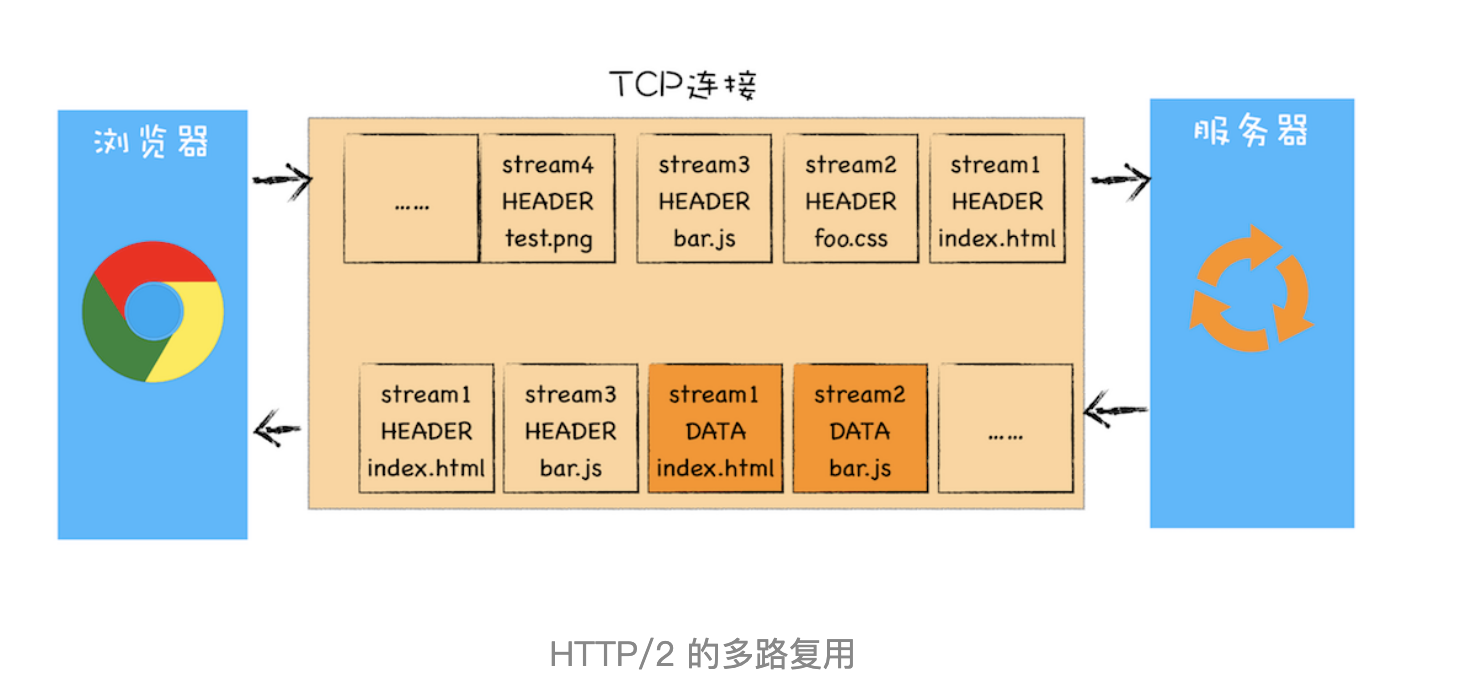 TCP连接
浏览器
服务器
……
stream4
HEADER
test.png
stream3
HEADER
bar.js
stream2
HEADER
foo.css
stream1
HEADER
index.html
stream1
HEADER
index.html
stream3
HEADER
bar.js
stream1
DATA
index.html
stream2
DATA
bar.js
……
HTTP/2 的多路复用